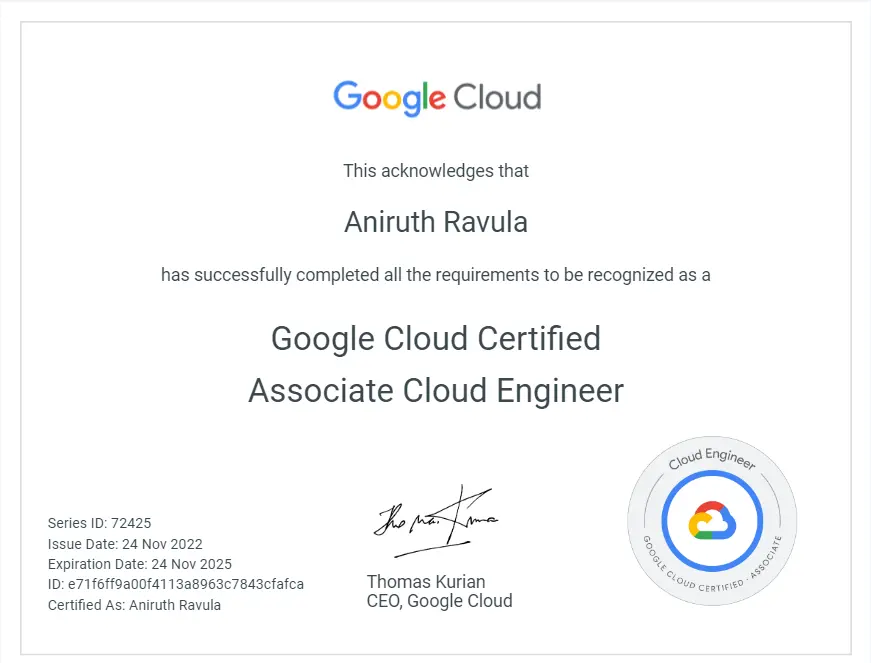 Google Cloud
This acknowledges that
Aniruth Ravula
has successfully completed all the requirements to be recognized as a
Google Cloud Certified
Associate Cloud Engineer
Series ID: 72425
Issue Date: 24 Nov 2022
Expiration Date: 24 Nov 2025
ID: e71f6ff9a00f4113a8963c7843cfafca
Certified As: Aniruth Ravula
Thomas Kurian
CEO, Google Cloud
Cloud Engineer
GOOGLE CLOUD CERTIFIED · ASSOCIATE